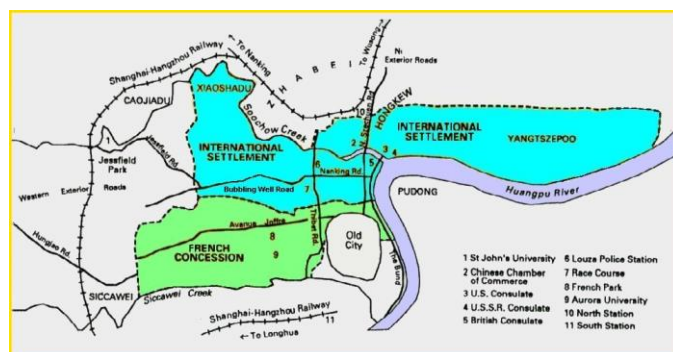 Shanghai-Hangzhou Railway
← To Nanking
To Wusong →
Exterior Roads
HABEI
XIAOSHADU
CAOJIADU
Soochow Creek
10
HONGKEW
1
Jessfield
Park
Jessfield Rd.
INTERNATIONAL
SETTLEMENT
2
3
4
INTERNATIONAL
SETTLEMENT
YANGTSZEPOO
5
6
Nanking Rd.
Western Exterior
Roads
Bubbling Well Road
7
PUDONG
Huangpu River
Hungjao Rd.
Avenue Joffre
8
Thibet Rd.
Old
City
FRENCH
CONCESSION
9
The Bund
SICCAWEI
Siccawei Creek
Shanghai-Hangzhou Railway
11
← To Longhua
1 St John's University
2 Chinese Chamber
of Commerce
3 U.S. Consulate
4 U.S.S.R. Consulate
5 British Consulate
6 Louza Police Station
7 Race Course
8 French Park
9 Aurora University
10 North Station
11 South Station